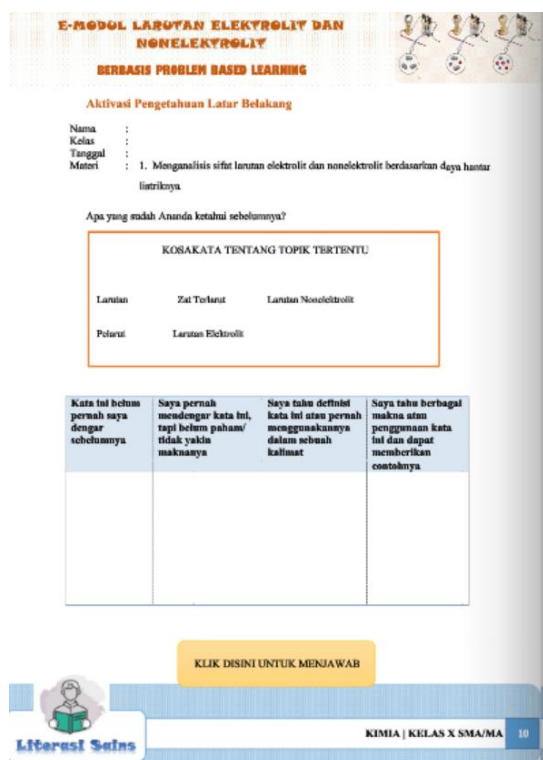 E-MODUL LARUTAN ELEKTROLIT DAN
NONELEKTROLIT
BERBASIS PROBLEM BASED LEARNING
Aktivasi Pengetahuan Latar Belakang
Nama :
Kelas :
Tanggal :
Materi : 1. Menganalisis sifat larutan elektrolit dan nonelektrolit berdasarkan daya hantar
listriknya
Apa yang sudah Ananda ketahui sebelumnya?
KOSAKATA TENTANG TOPIK TERTENTU
Larutan Zat Terlarut Larutan Nonelektrolit
Pelarut Larutan Elektrolit
Kata ini belum
pernah saya
dengar
sebelumnya
Saya pernah
mendengar kata ini,
tapi belum paham/
tidak yakin
maknanya
Saya tahu definisi
kata ini atau pernah
menggunakannya
dalam sebuah
kalimat
Saya tahu berbagai
makna atau
penggunaan kata
ini dan dapat
memberikan
contohnya
KLIK DISINI UNTUK MENJAWAB
Literasi Sains
KIMIA | KELAS X SMA/MA 10